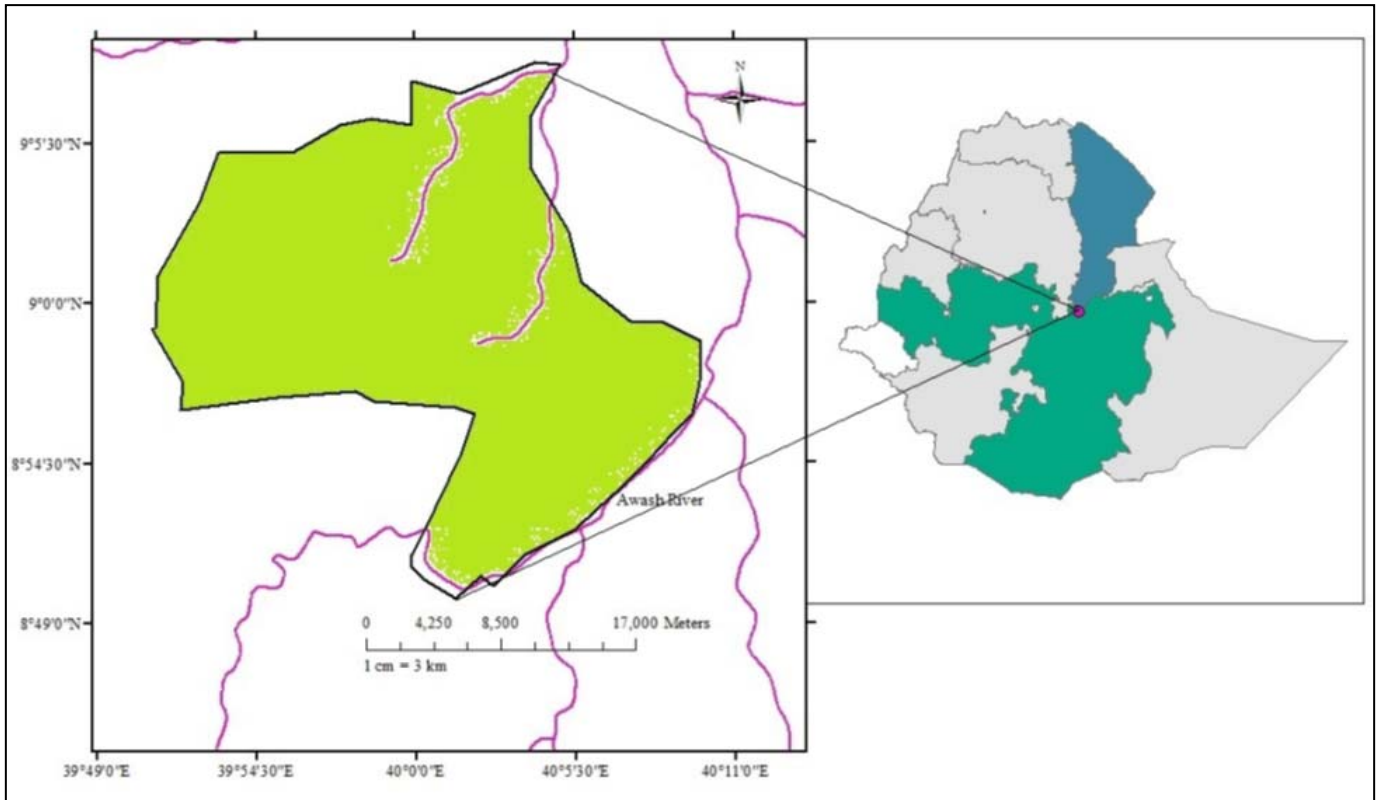 N
9°5'30"N
9°0'0"N
8°54'30"N
Awash River
8°49'0"N
0 4,250 8,500 17,000 Meters
1 cm = 3 km
39°49'0"E 39°54'30"E 40°0'0"E 40°5'30"E 40°11'0"E